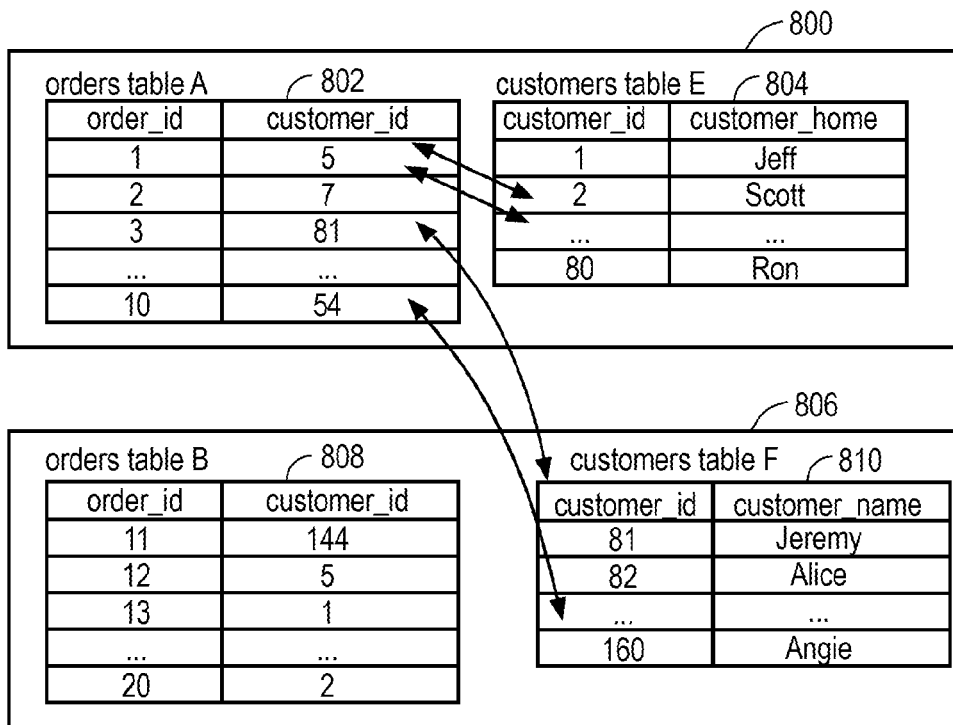 800
orders table A
802
customers table E
804
order_id customer_id
customer_id customer_home
1 5
1 Jeff
2 7
2 Scott
3 81
... ...
... ...
80 Ron
10 54
806
orders table B
808
customers table F
810
order_id customer_id
customer_id customer_name
11 144
81 Jeremy
12 5
82 Alice
13 1
... ...
... ...
160 Angie
20 2